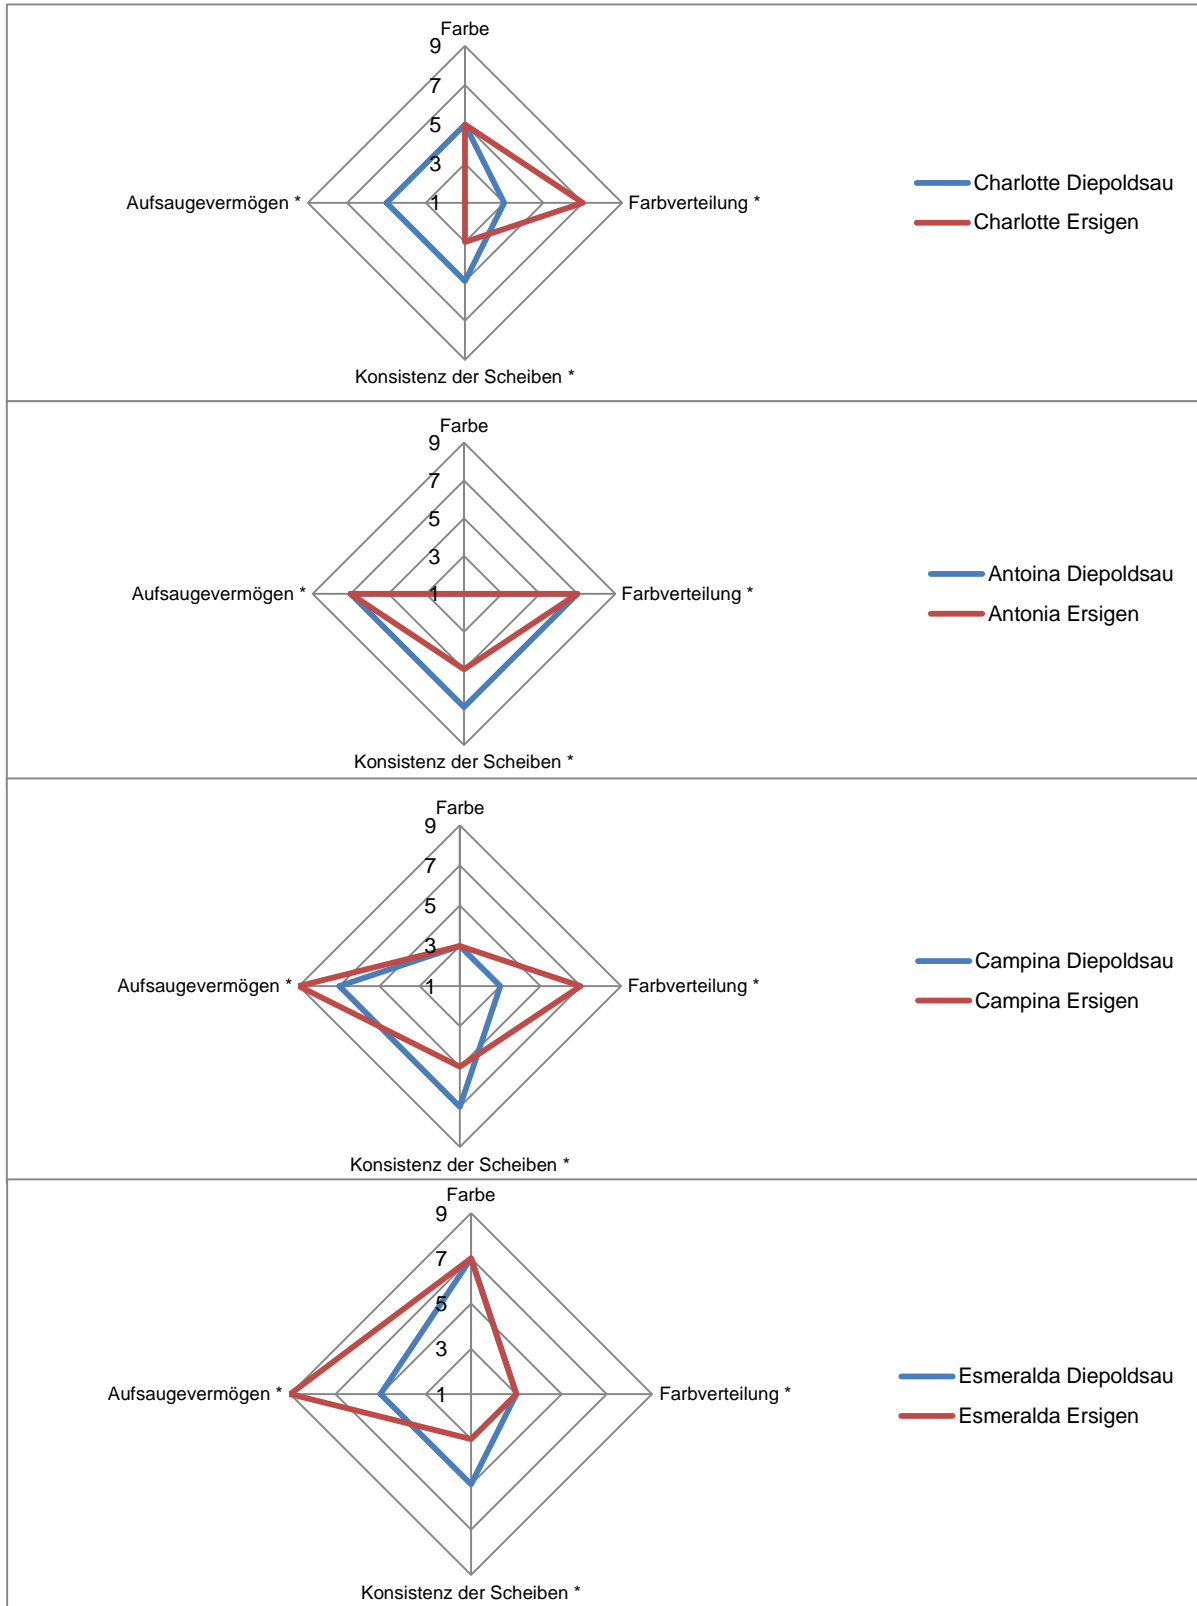 Farbe
9
7
5
3
1
Aufsaugevermögen *
Farbverteilung *
Konsistenz der Scheiben *
Charlotte Diepoldsau
Charlotte Ersigen
Farbe
9
7
5
3
1
Aufsaugevermögen *
Farbverteilung *
Konsistenz der Scheiben *
Antoina Diepoldsau
Antonia Ersigen
Farbe
9
7
5
3
1
Aufsaugevermögen *
Farbverteilung *
Konsistenz der Scheiben *
Campina Diepoldsau
Campina Ersigen
Farbe
9
7
5
3
1
Aufsaugevermögen *
Farbverteilung *
Konsistenz der Scheiben *
Esmeralda Diepoldsau
Esmeralda Ersigen